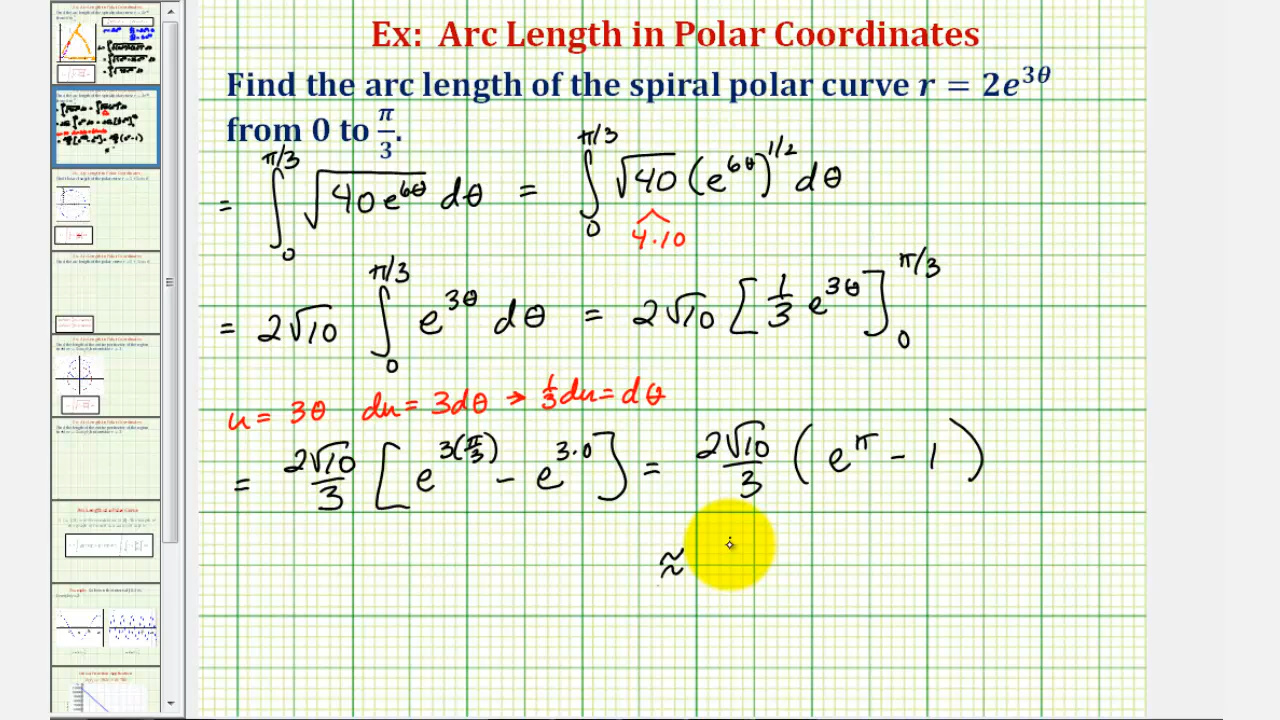 Ex: Arc Length in Polar Coordinates
Find the arc length of the spiral polar curve r = 2e^{3θ}
from 0 to π/3.
= ∫_0^{π/3} √(40e^{6θ}) dθ = ∫_0^{π/3} √40 (e^{6θ})^{1/2} dθ
4·10
= 2√10 ∫_0^{π/3} e^{3θ} dθ = 2√10 [1/3 e^{3θ}]_0^{π/3}
u = 3θ du = 3dθ → 1/3 du = dθ
= 2√10/3 [e^{3(π/3)} - e^{3·0}] = 2√10/3 (e^π - 1)
≈